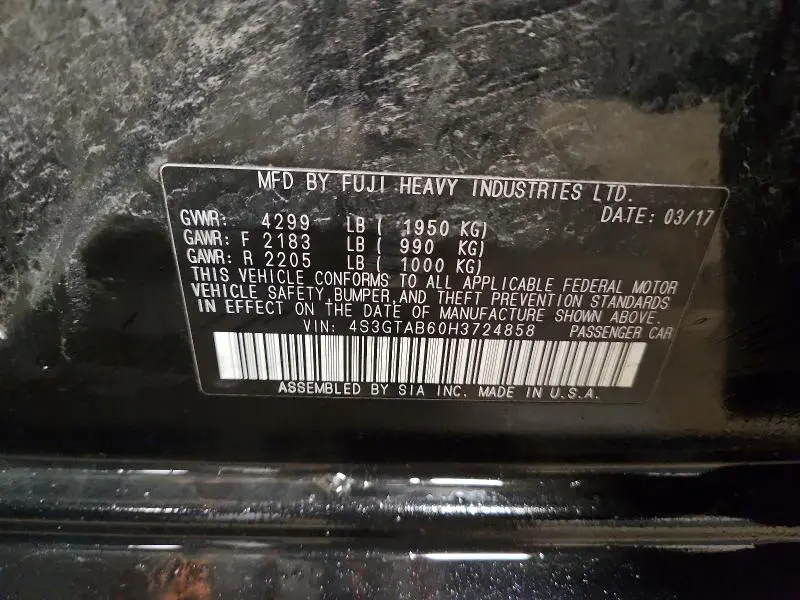 MFD BY FUJI HEAVY INDUSTRIES LTD.
DATE: 03/17
GVWR: 4299 LB ( 1950 KG)
GAWR: F 2183 LB ( 990 KG)
GAWR: R 2205 LB ( 1000 KG)
THIS VEHICLE CONFORMS TO ALL APPLICABLE FEDERAL MOTOR
VEHICLE SAFETY,BUMPER,AND THEFT PREVENTION STANDARDS
IN EFFECT ON THE DATE OF MANUFACTURE SHOWN ABOVE.
VIN: 4S3GTAB60H3724858 PASSENGER CAR
ASSEMBLED BY SIA INC. MADE IN U.S.A.